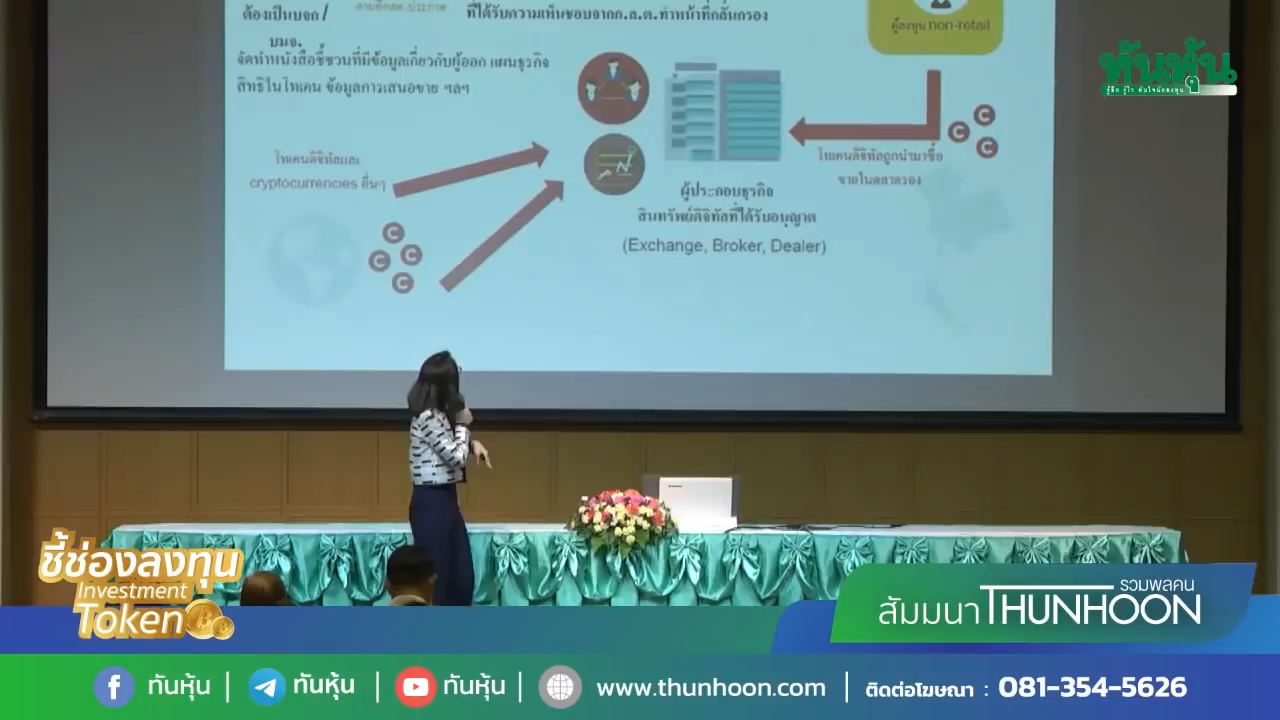 ต้องเป็นบจก/
บมจ.
ที่ได้รับความเห็นชอบจากก.ล.ต.ทำหน้าที่กลั่นกรอง
จัดทำหนังสือชี้ชวนที่มีข้อมูลเกี่ยวกับผู้ออก แผนธุรกิจ
สิทธิในโทเคน ข้อมูลการเสนอขาย ฯลฯ
ผู้ลงทุน non-retail
ทันหุ้น
โทเคนดิจิทัลและ
cryptocurrencies อื่นๆ
C C C C
โทเคนดิจิทัลถูกนำมาซื้อ
ขายในตลาดรอง
C C C
ผู้ประกอบธุรกิจ
สินทรัพย์ดิจิทัลที่ได้รับอนุญาต
(Exchange, Broker, Dealer)
ชี้ช่องลงทุน
Investment
Token
สัมมนา THUNHOON รวมพลคน
ทันหุ้น | ทันหุ้น | ทันหุ้น | www.thunhoon.com | ติดต่อโฆษณา : 081-354-5626